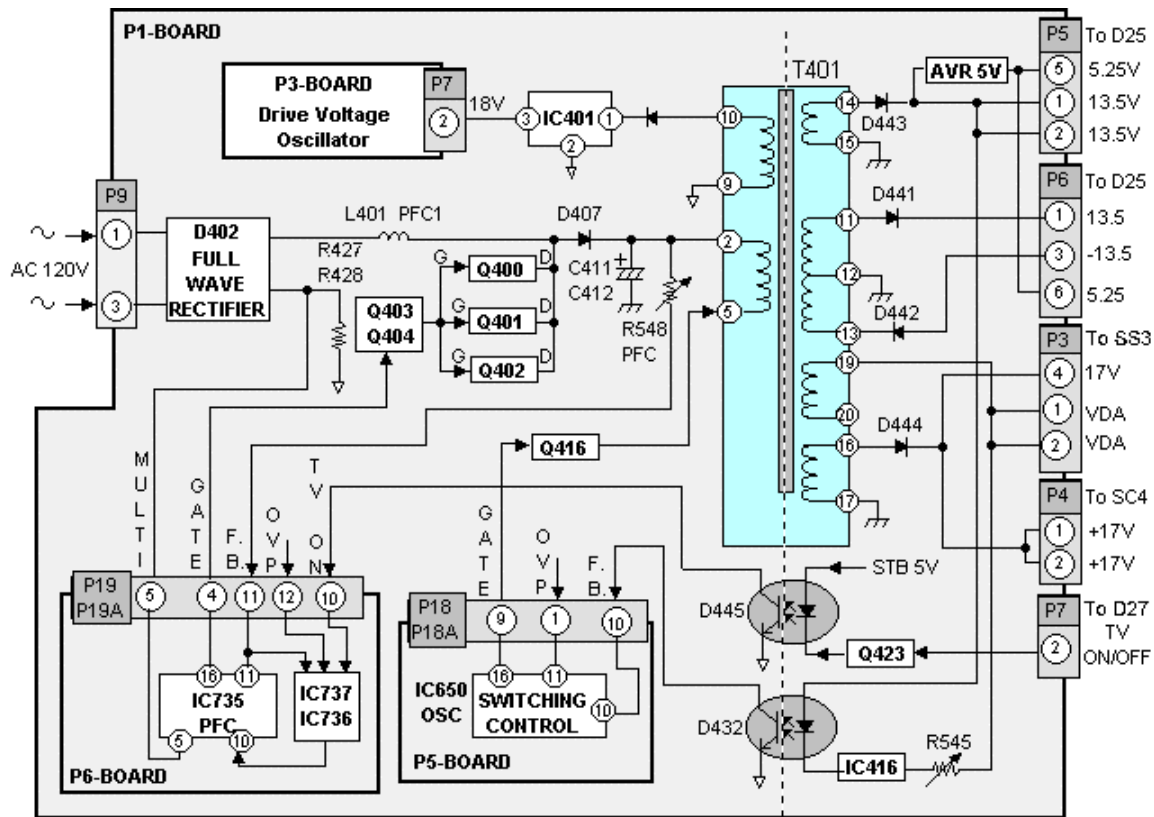 P1-BOARD
P3-BOARD
Drive Voltage
Oscillator
P7
2
18V
3
IC401
1
2
T401
10
9
2
5
14
15
11
12
13
19
20
16
17
D443
AVR 5V
D441
D442
D444
P5
To D25
5
5.25V
1
13.5V
2
13.5V
P6
To D25
1
13.5
3
-13.5
6
5.25
P3
To SS3
4
17V
1
VDA
2
VDA
P4
To SC4
1
+17V
2
+17V
P7
To D27
TV
2
ON/OFF
P9
1
AC 120V
3
D402
FULL
WAVE
RECTIFIER
L401 PFC1
R427
R428
D407
G
Q400
D
G
Q401
D
G
Q402
D
Q403
Q404
+
C411
C412
R548
PFC
Q416
MULTI
GATE
F.B.
OVP
TV ON
P19
P19A
5
4
11
12
10
16
11
IC735
PFC
5
10
IC737
IC736
P6-BOARD
GATE
OVP
F.B.
P18
P18A
9
1
10
16
11
IC650
OSC
SWITCHING
CONTROL
10
P5-BOARD
STB 5V
D445
Q423
D432
IC416
R545